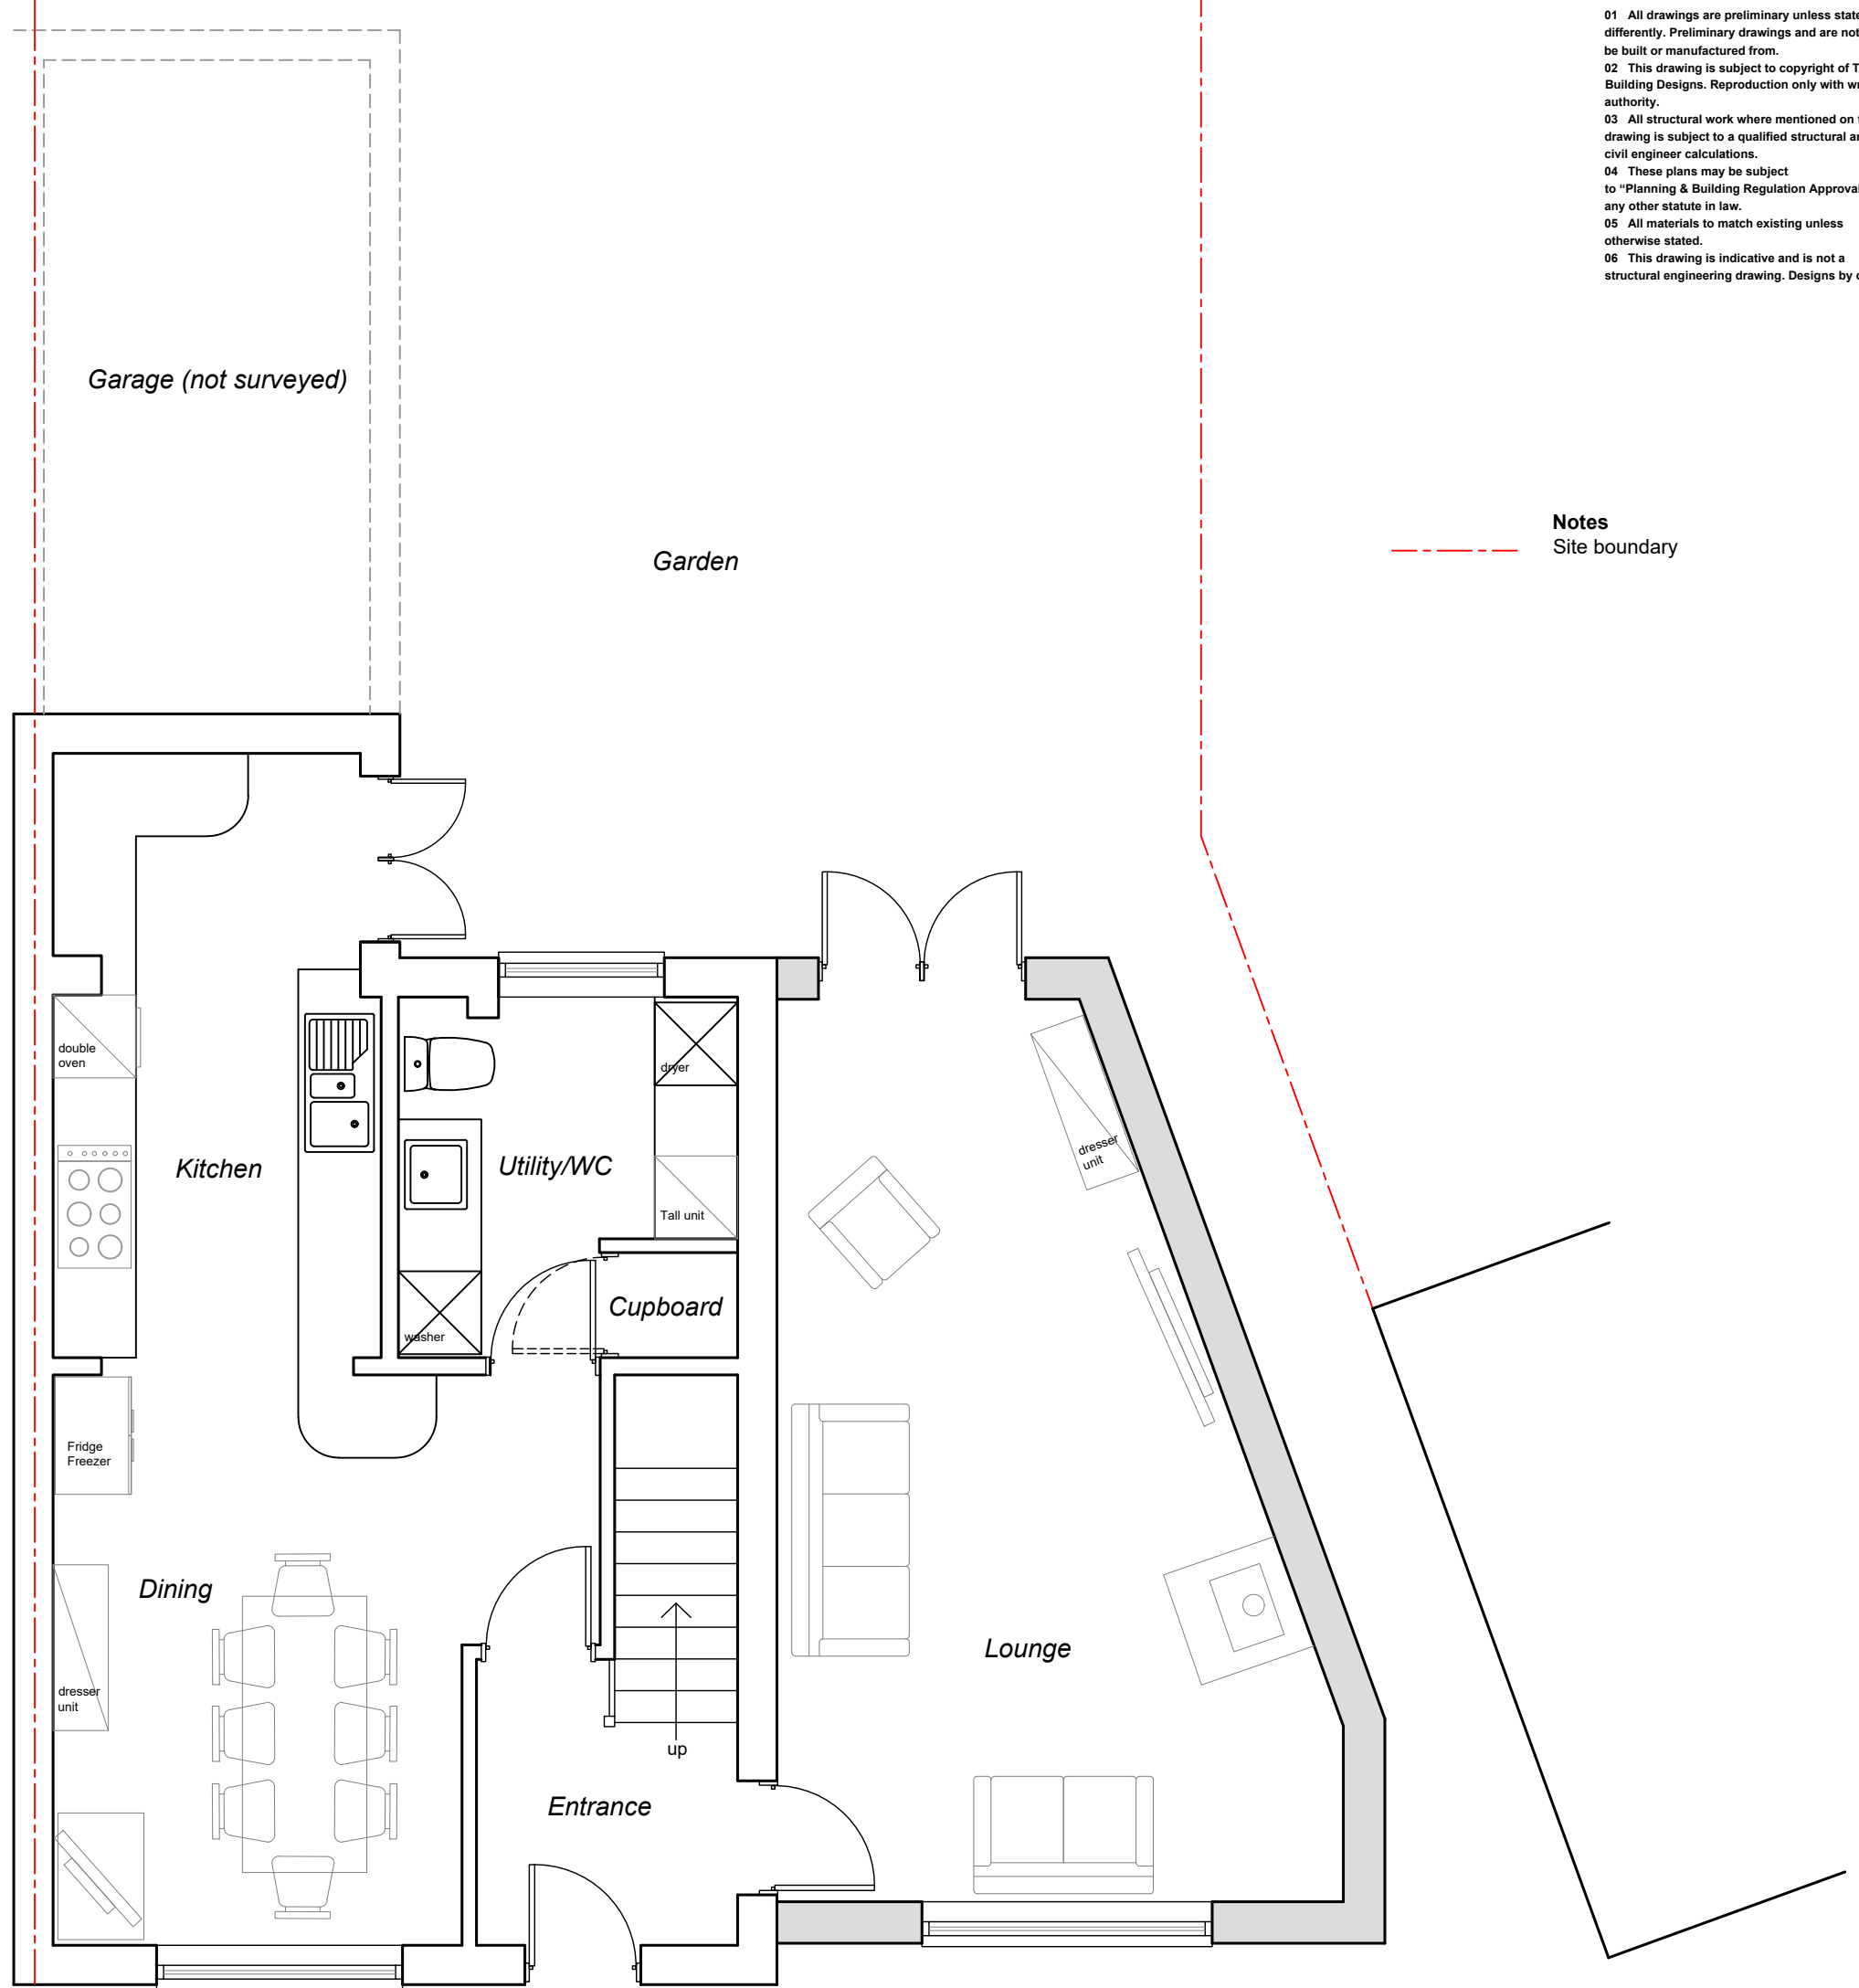 01 All drawings are preliminary unless state
differently. Preliminary drawings and are not
be built or manufactured from.
02 This drawing is subject to copyright of T
Building Designs. Reproduction only with wr
authority.
03 All structural work where mentioned on t
drawing is subject to a qualified structural a
civil engineer calculations.
04 These plans may be subject
to “Planning & Building Regulation Approval
any other statute in law.
05 All materials to match existing unless
otherwise stated.
06 This drawing is indicative and is not a
structural engineering drawing. Designs by
Garage (not surveyed)
Notes
Site boundary
Garden
double
oven
dryer
Kitchen
Utility/WC
dresser
unit
Tall unit
Cupboard
washer
Fridge
Freezer
Dining
Lounge
dresser
unit
up
Entrance